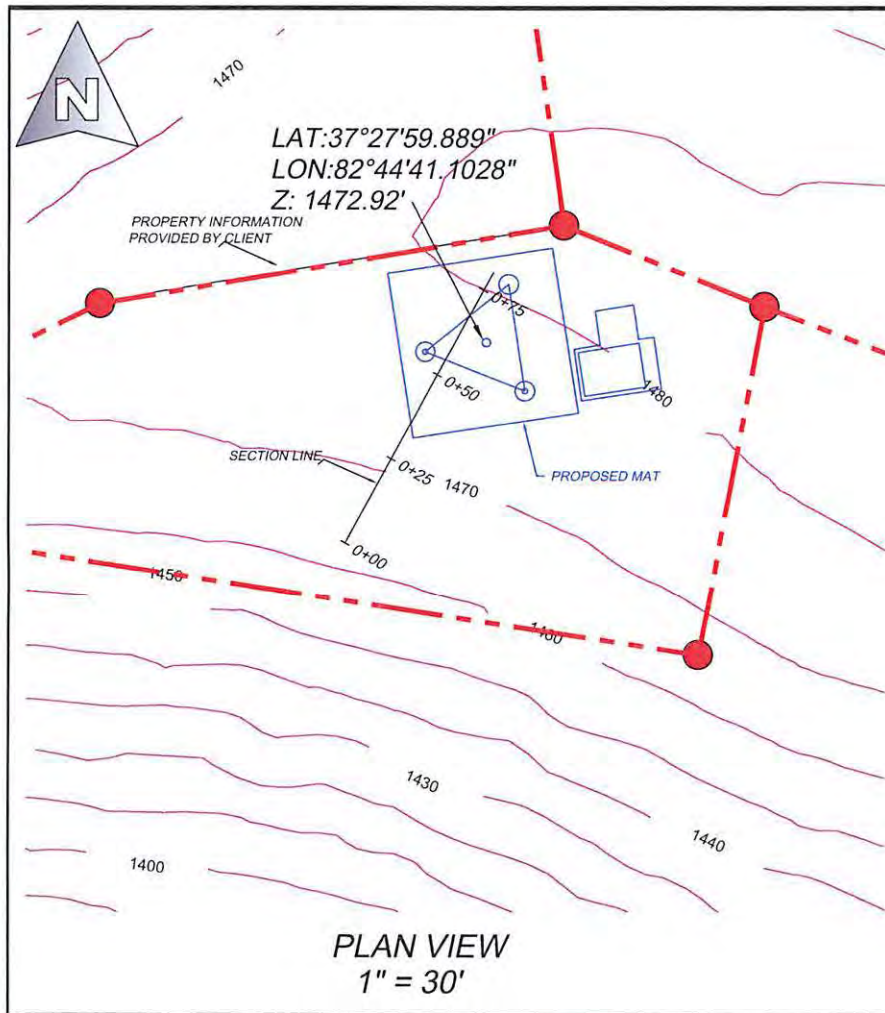 N
1470
LAT:37°27'59.889"
LON:82°44'41.1028"
Z: 1472.92'
PROPERTY INFORMATION
PROVIDED BY CLIENT
0+75
0+50
1480
SECTION LINE
0+25
1470
PROPOSED MAT
0+00
1450
1460
1430
1440
1400
PLAN VIEW
1" = 30'